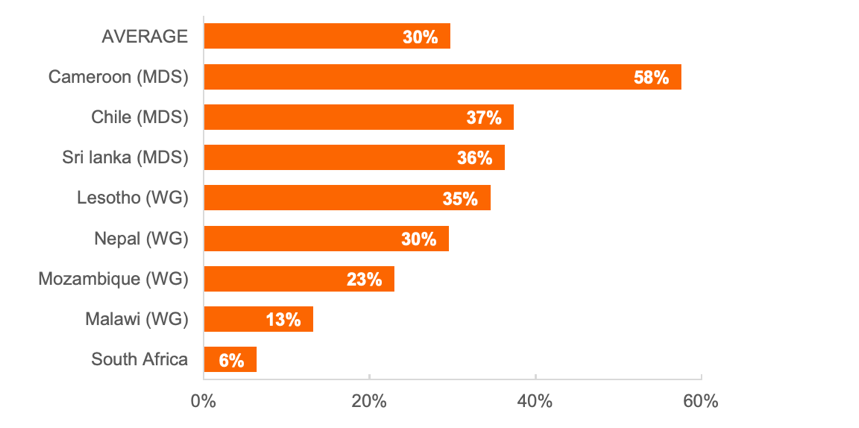 AVERAGE 30%
Cameroon (MDS) 58%
Chile (MDS) 37%
Sri lanka (MDS) 36%
Lesotho (WG) 35%
Nepal (WG) 30%
Mozambique (WG) 23%
Malawi (WG) 13%
South Africa 6%
0% 20% 40% 60%